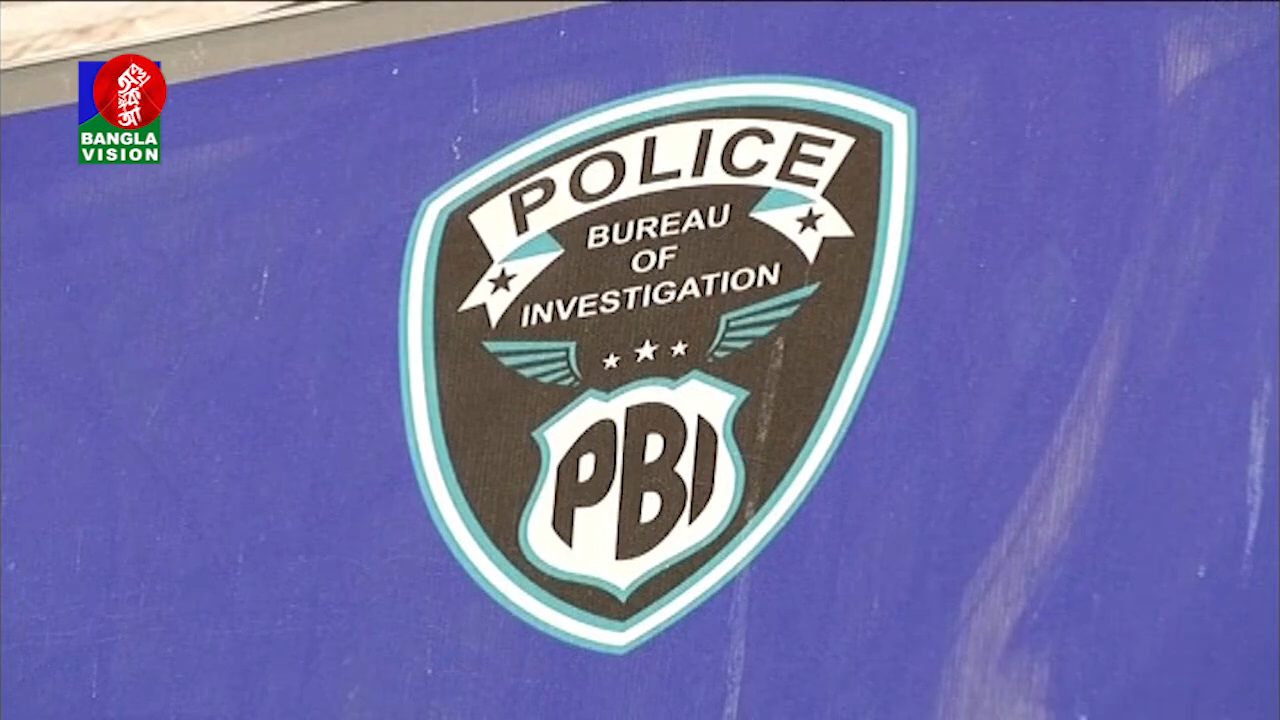 BANGLA
VISION
POLICE
BUREAU
OF
INVESTIGATION
PBI